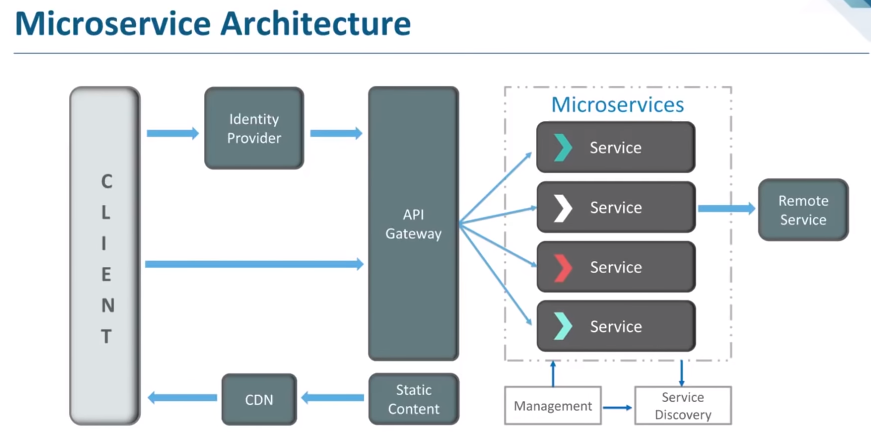 Microservice Architecture
CLIENT
Identity
Provider
API
Gateway
Microservices
Service
Service
Service
Service
Remote
Service
CDN
Static
Content
Management
Service
Discovery